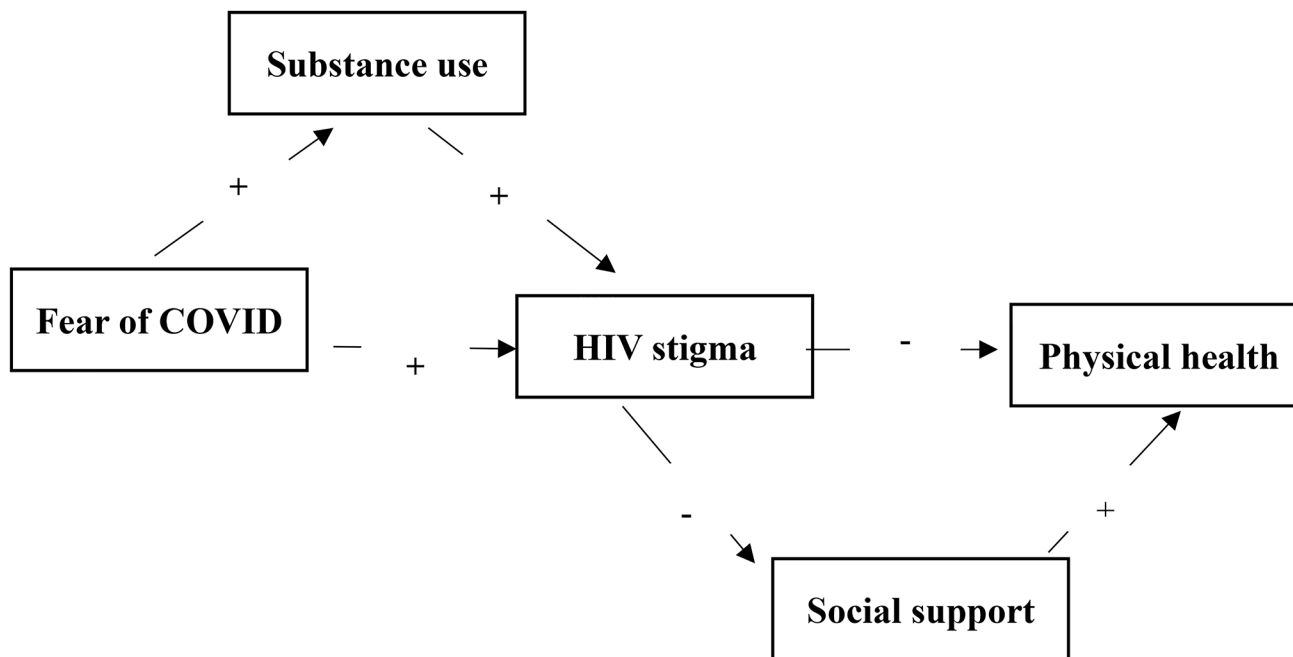 Substance use
+
+
Fear of COVID
+
HIV stigma
-
Physical health
-
+
Social support